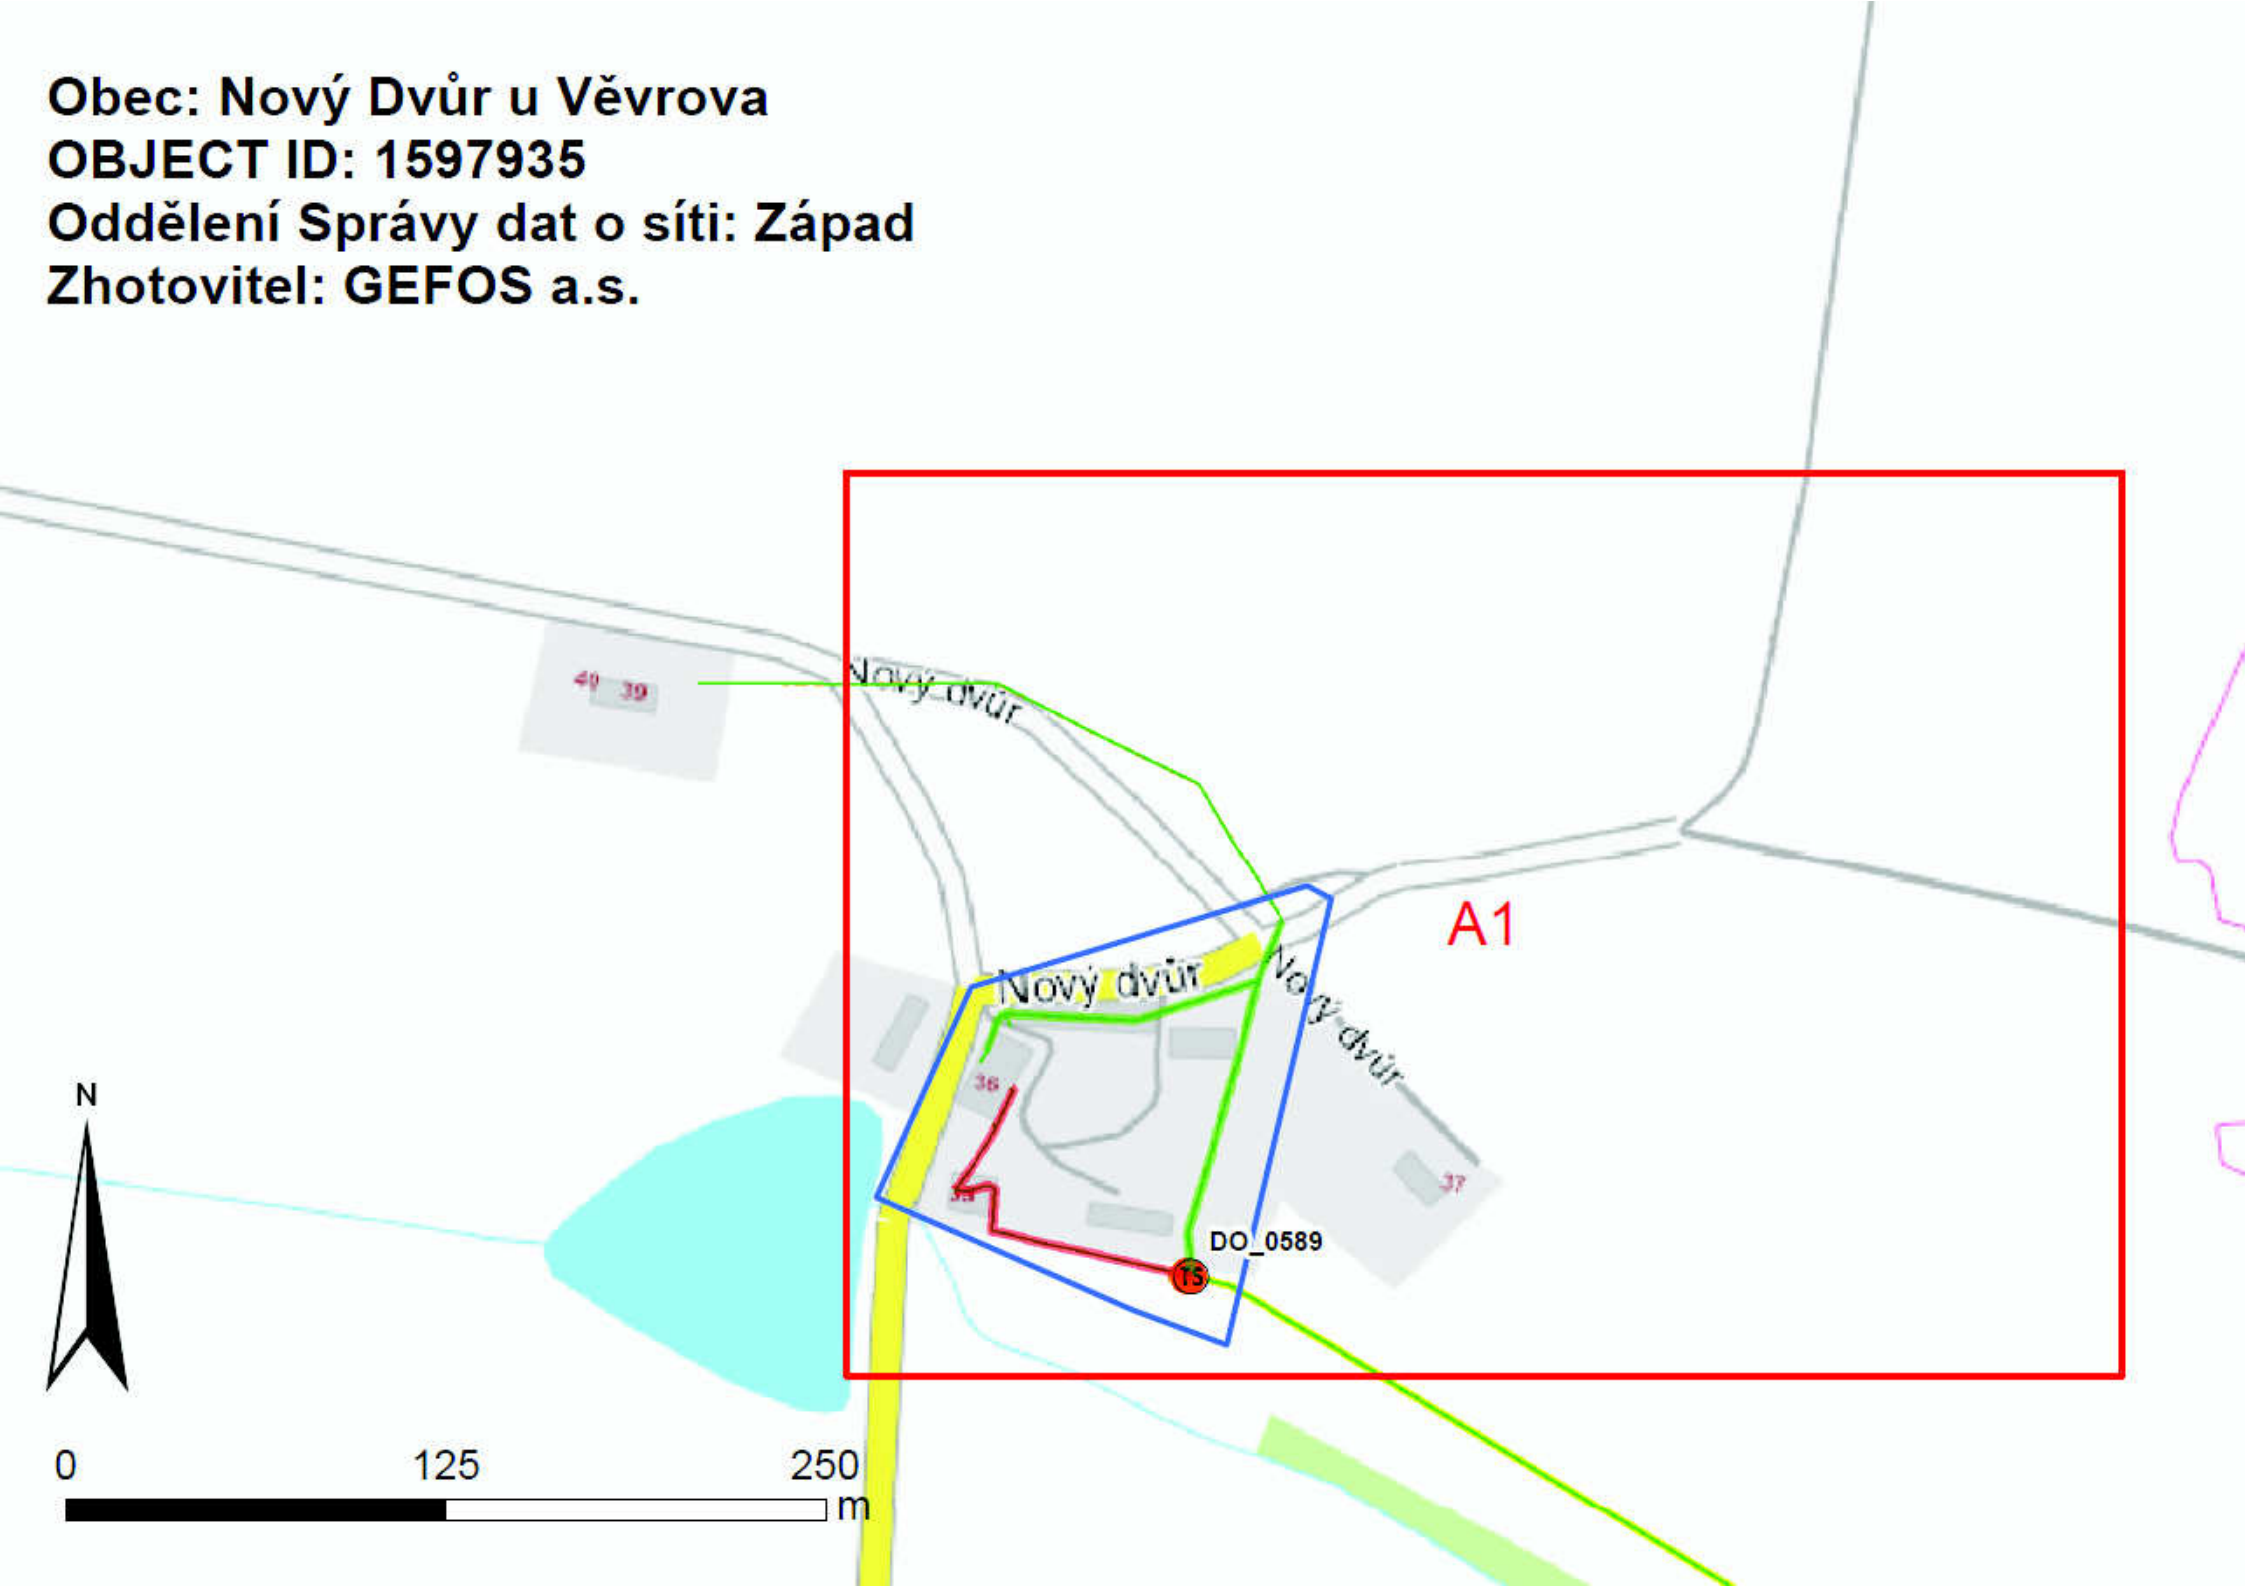 Obec: Nový Dvůr u Věvrova
OBJECT ID: 1597935
Oddělení Správy dat o síti: Západ
Zhotovitel: GEFOS a.s.
40 39
Nový dvůr
A1
Nový dvůr
Nový dvůr
36
37
DO_0589
TS
N
0 125 250
m